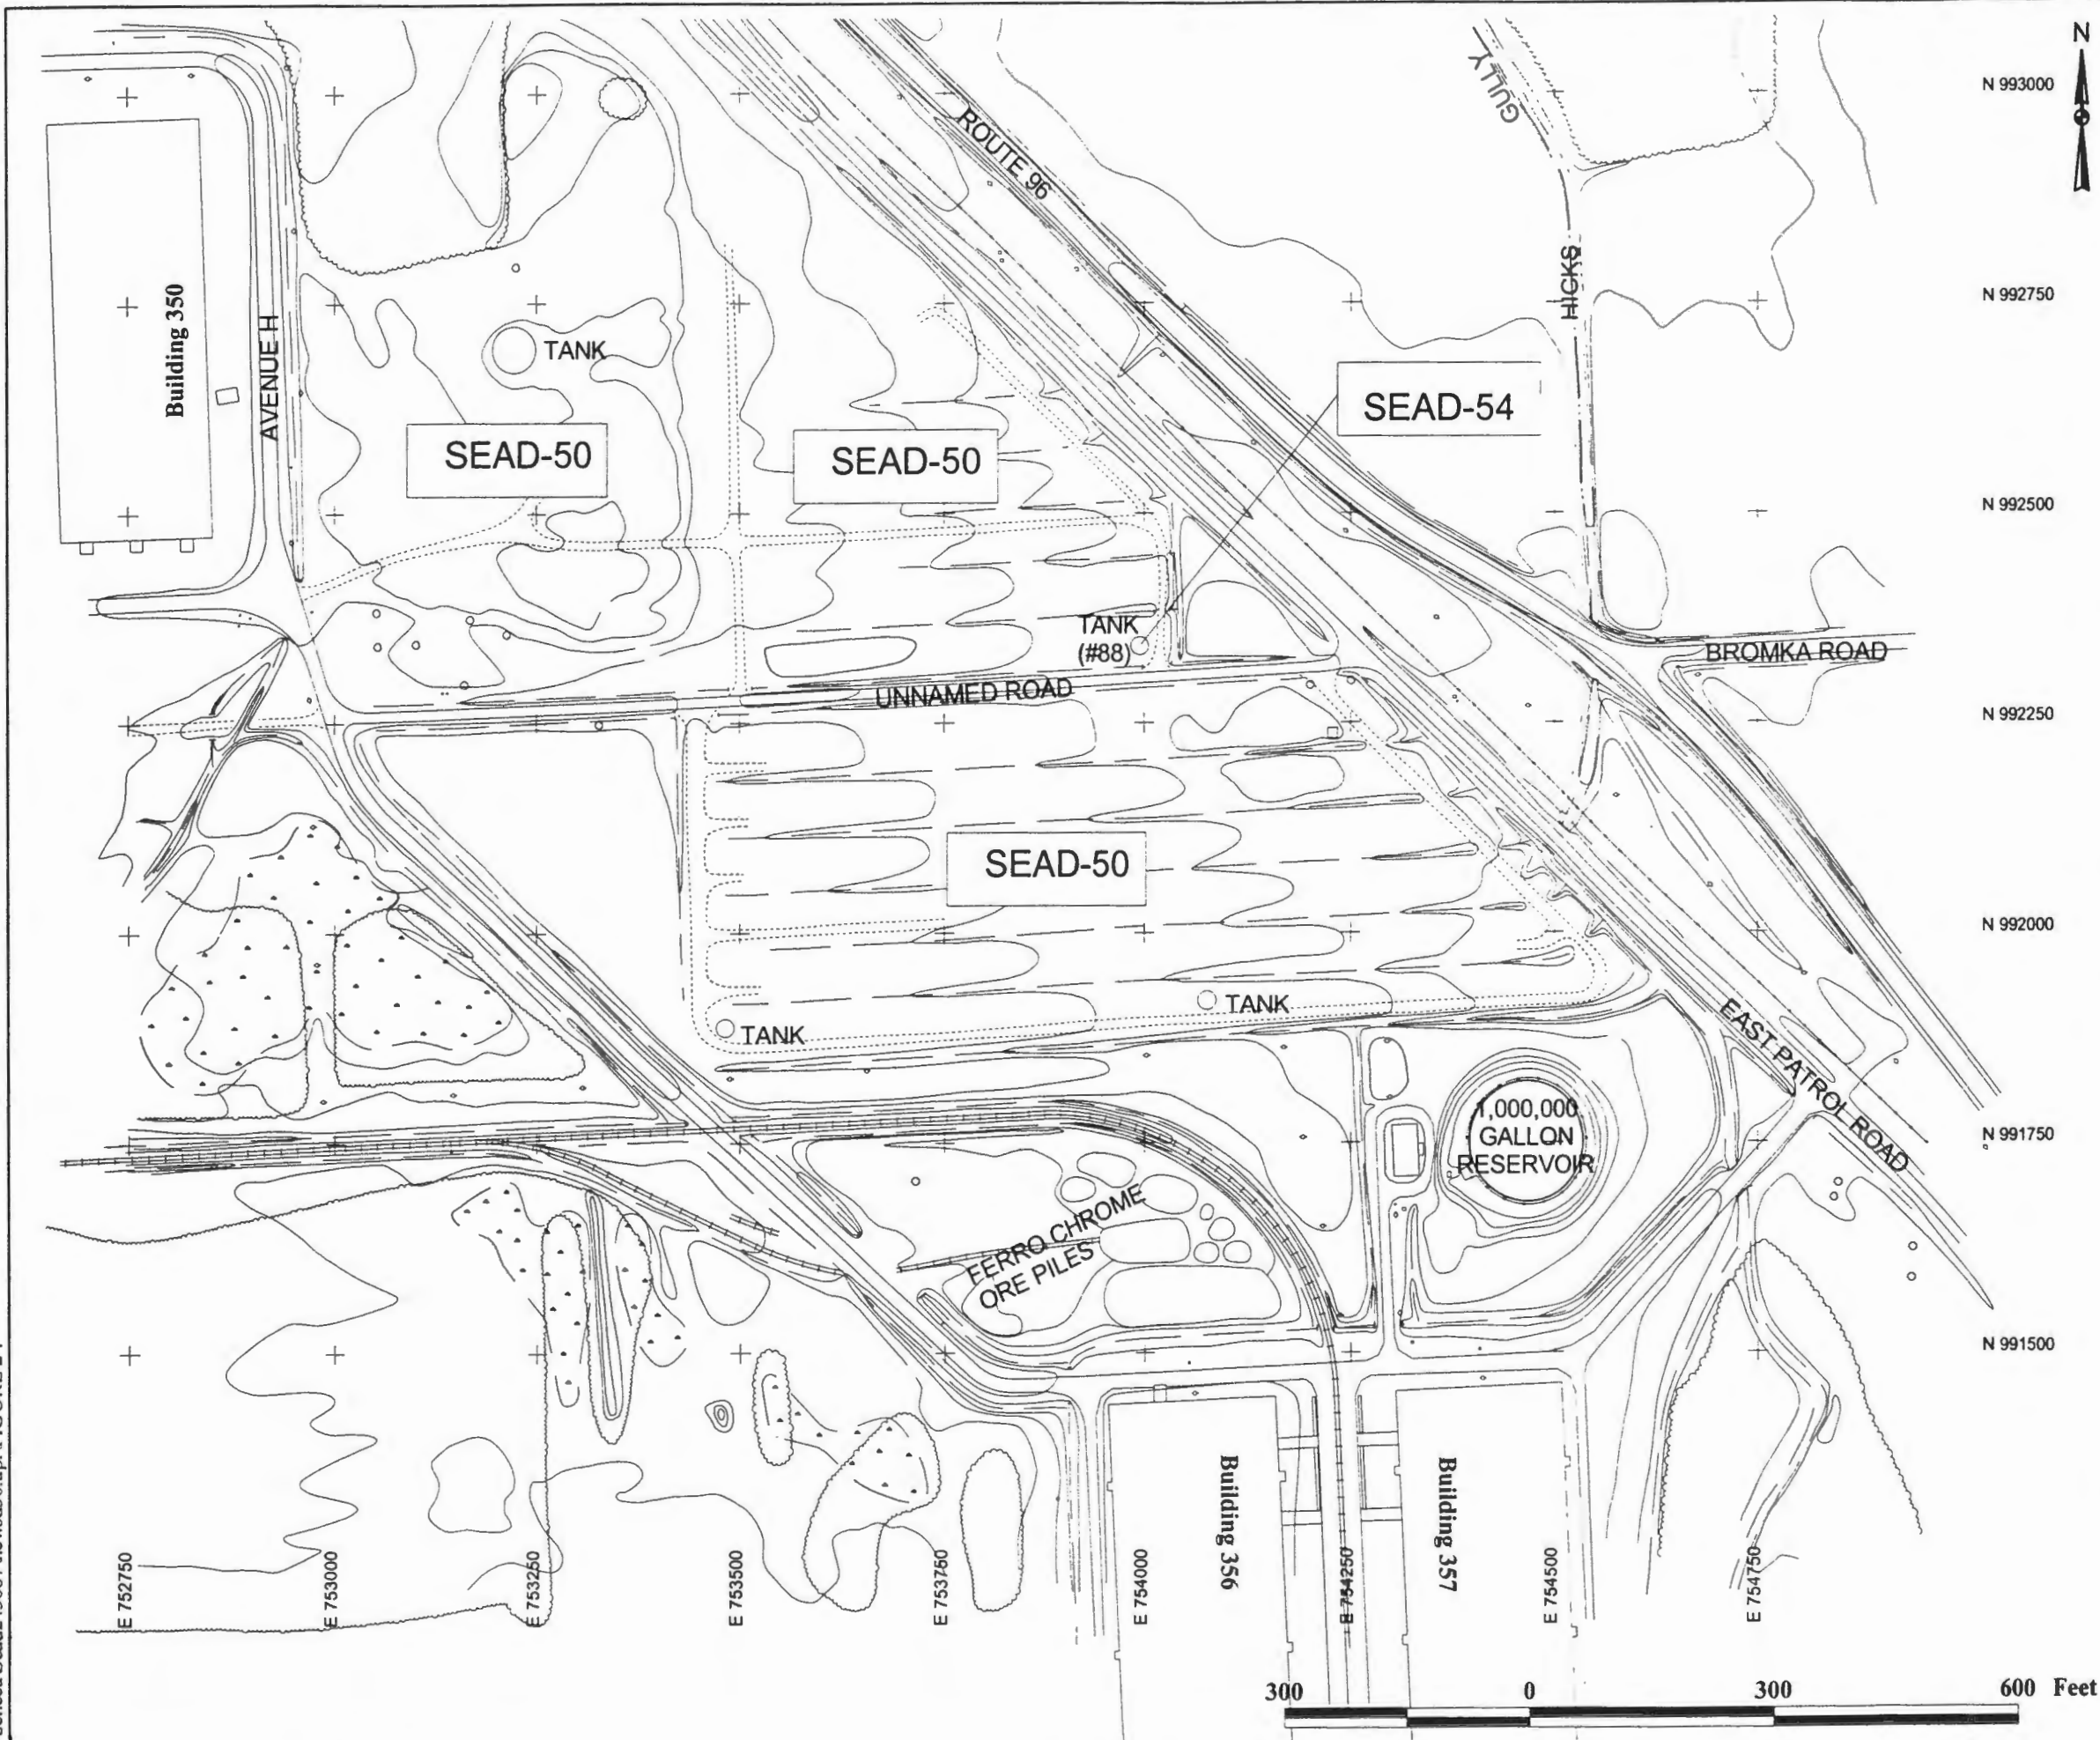 N
N 993000
GULLY
ROUTE 96
HICKS
N 992750
Building 350
AVENUE H
TANK
SEAD-54
SEAD-50
SEAD-50
N 992500
TANK
(#88)
BROMKA ROAD
UNNAMED ROAD
N 992250
SEAD-50
N 992000
TANK
TANK
EAST PATROL ROAD
1,000,000
GALLON
RESERVOIR
N 991750
FERRO CHROME
ORE PILES
N 991500
Building 356
Building 357
E 752750
E 753000
E 753250
E 753500
E 753750
E 754000
E 754250
E 754500
E 754750
300 0 300 600 Feet